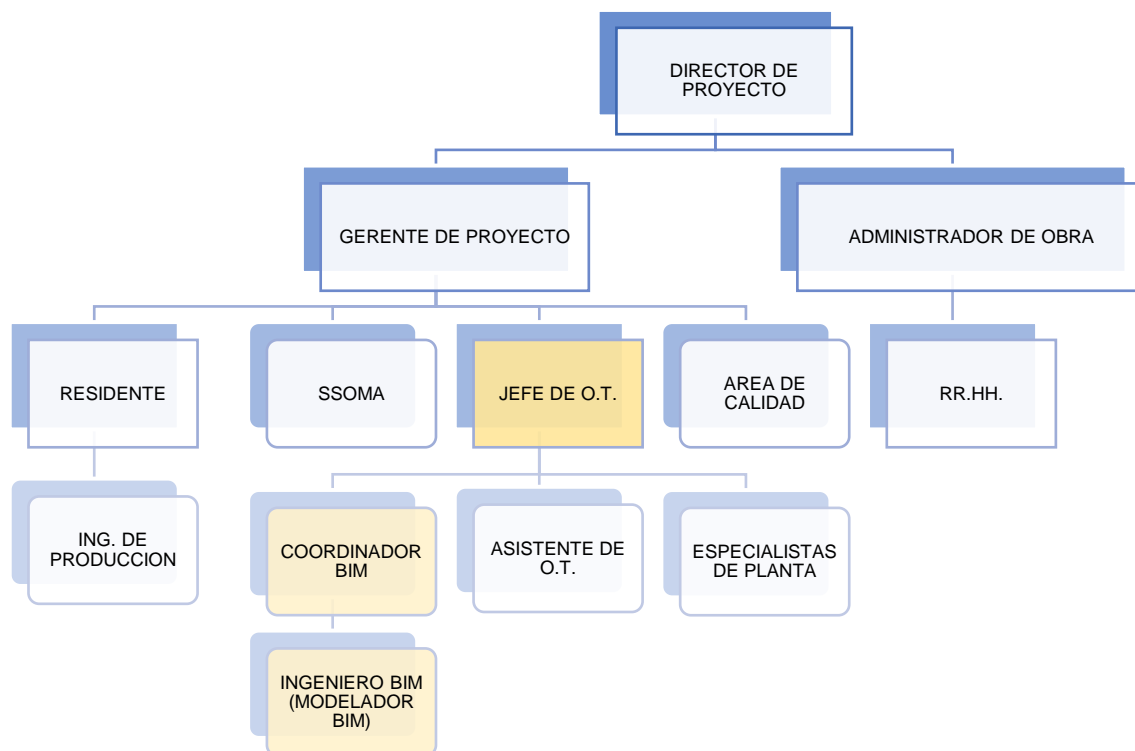 DIRECTOR DE
PROYECTO
GERENTE DE PROYECTO
ADMINISTRADOR DE OBRA
RESIDENTE
SSOMA
JEFE DE O.T.
AREA DE
CALIDAD
RR.HH.
ING. DE
PRODUCCION
COORDINADOR
BIM
ASISTENTE DE
O.T.
ESPECIALISTAS
DE PLANTA
INGENIERO BIM
(MODELADOR
BIM)